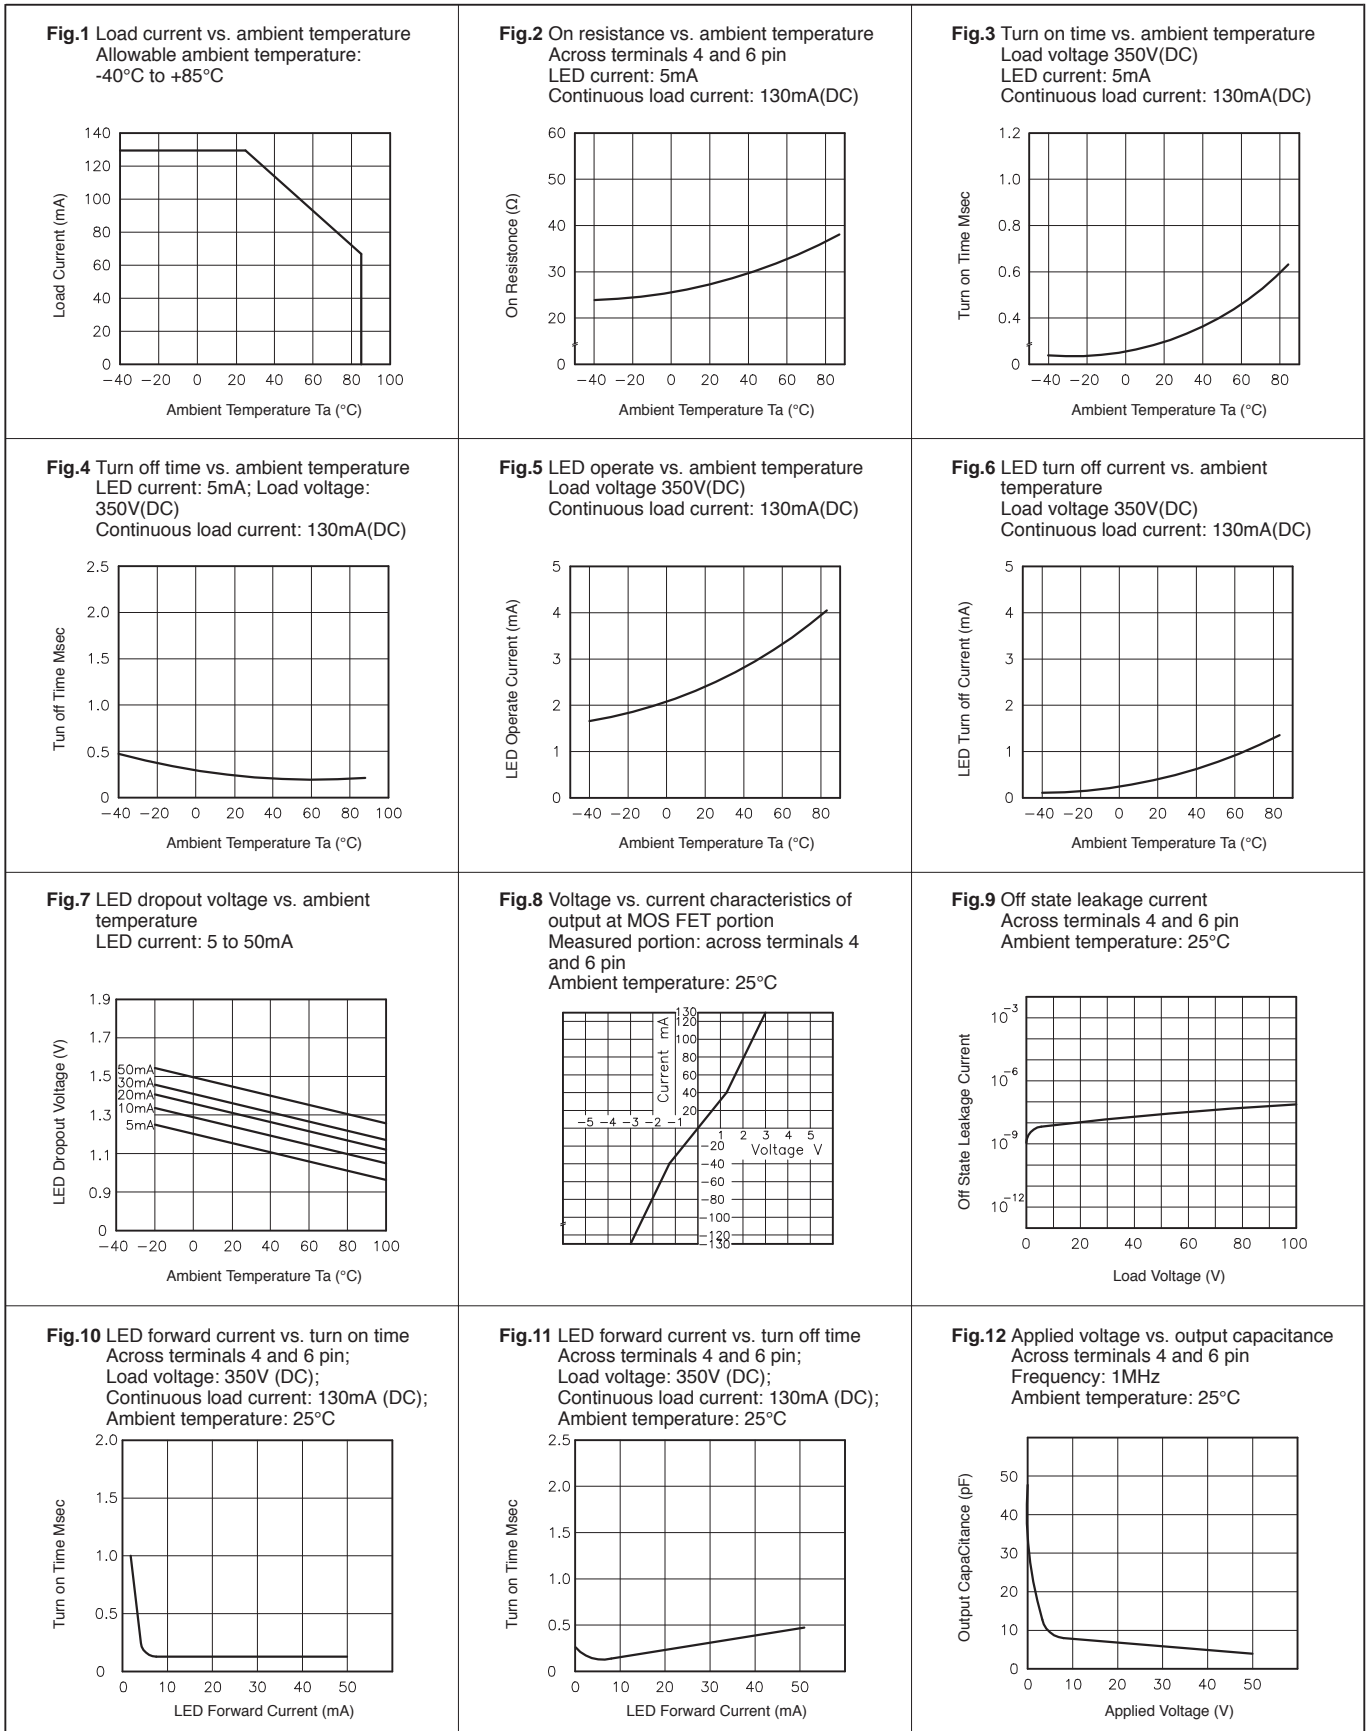 Fig.1 Load current vs. ambient temperature
Allowable ambient temperature:
-40°C to +85°C
140
120
100
80
60
40
20
0
Load Current (mA)
−40 −20 0 20 40 60 80 100
Ambient Temperature Ta (°C)
Fig.2 On resistance vs. ambient temperature
Across terminals 4 and 6 pin
LED current: 5mA
Continuous load current: 130mA(DC)
60
50
40
30
20
0
On Resistonce (Ω)
−40 −20 0 20 40 60 80
Ambient Temperature Ta (°C)
Fig.3 Turn on time vs. ambient temperature
Load voltage 350V(DC)
LED current: 5mA
Continuous load current: 130mA(DC)
1.2
1.0
0.8
0.6
0.4
0
Turn on Time Msec
−40 −20 0 20 40 60 80
Ambient Temperature Ta (°C)
Fig.4 Turn off time vs. ambient temperature
LED current: 5mA; Load voltage:
350V(DC)
Continuous load current: 130mA(DC)
2.5
2.0
1.5
1.0
0.5
0
Tun off Time Msec
−40 −20 0 20 40 60 80 100
Ambient Temperature Ta (°C)
Fig.5 LED operate vs. ambient temperature
Load voltage 350V(DC)
Continuous load current: 130mA(DC)
5
4
3
2
1
0
LED Operate Current (mA)
−40 −20 0 20 40 60 80
Ambient Temperature Ta (°C)
Fig.6 LED turn off current vs. ambient
temperature
Load voltage 350V(DC)
Continuous load current: 130mA(DC)
5
4
3
2
1
0
LED Turn off Current (mA)
−40 −20 0 20 40 60 80
Ambient Temperature Ta (°C)
Fig.7 LED dropout voltage vs. ambient
temperature
LED current: 5 to 50mA
1.9
1.7
1.5
1.3
1.1
0.9
0
LED Dropout Voltage (V)
50mA
30mA
20mA
10mA
5mA
−40 −20 0 20 40 60 80 100
Ambient Temperature Ta (°C)
Fig.8 Voltage vs. current characteristics of
output at MOS FET portion
Measured portion: across terminals 4
and 6 pin
Ambient temperature: 25°C
Current mA
130
120
100
80
60
40
20
−5 −4 −3 −2 −1
1 2 3 4 5
Voltage V
−20
−40
−60
−80
−100
−120
−130
Fig.9 Off state leakage current
Across terminals 4 and 6 pin
Ambient temperature: 25°C
10⁻³
10⁻⁶
10⁻⁹
10⁻¹²
Off State Leakage Current
0 20 40 60 80 100
Load Voltage (V)
Fig.10 LED forward current vs. turn on time
Across terminals 4 and 6 pin;
Load voltage: 350V (DC);
Continuous load current: 130mA (DC);
Ambient temperature: 25°C
2.0
1.5
1.0
0.5
0
Turn on Time Msec
0 10 20 30 40 50
LED Forward Current (mA)
Fig.11 LED forward current vs. turn off time
Across terminals 4 and 6 pin;
Load voltage: 350V (DC);
Continuous load current: 130mA (DC);
Ambient temperature: 25°C
2.5
2.0
1.5
1.0
0.5
0
Turn on Time Msec
0 10 20 30 40 50
LED Forward Current (mA)
Fig.12 Applied voltage vs. output capacitance
Across terminals 4 and 6 pin
Frequency: 1MHz
Ambient temperature: 25°C
50
40
30
20
10
0
Output CapaCitance (pF)
0 10 20 30 40 50
Applied Voltage (V)